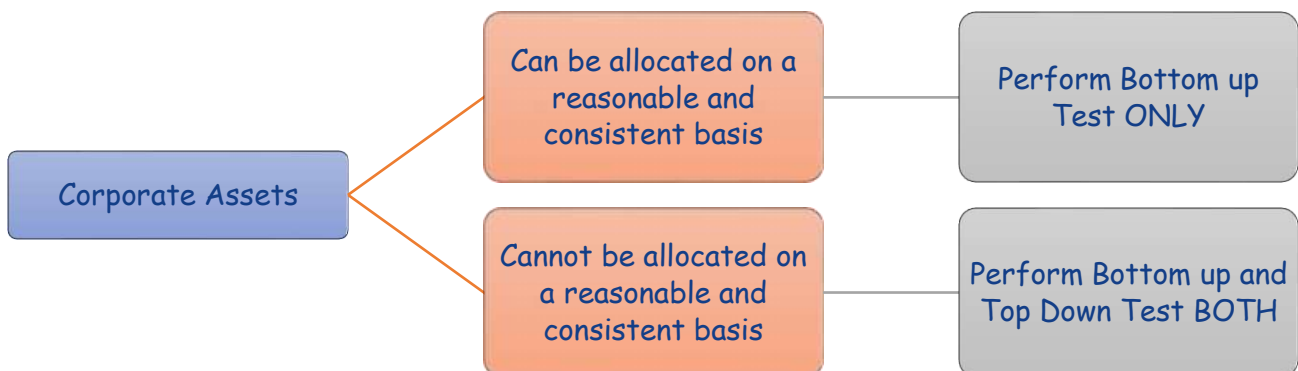 Corporate Assets
Can be allocated on a
reasonable and
consistent basis
Perform Bottom up
Test ONLY
Cannot be allocated on
a reasonable and
consistent basis
Perform Bottom up and
Top Down Test BOTH